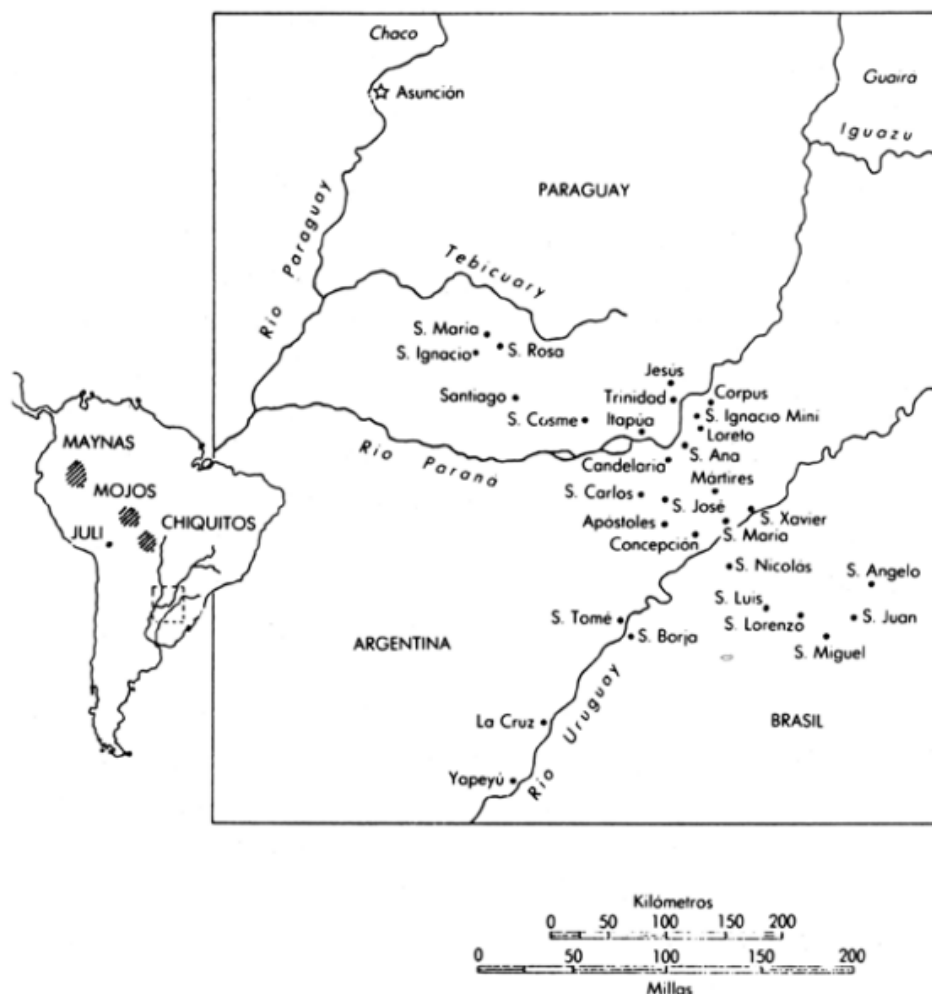 Chaco
Asunción
Guaira
Iguazu
PARAGUAY
Rio Paraguay
Tebicuary
S. Maria
S. Rosa
S. Ignacio
Jesús
Santiago
Trinidad
Corpus
S. Cosme
Itapúa
S. Ignacio Mini
Loreto
Rio Paraná
S. Ana
Candelaria
Mártires
S. Carlos
S. José
S. Xavier
Apóstoles
S. Maria
Concepción
S. Nicolás
S. Angelo
S. Luis
S. Tomé
S. Lorenzo
S. Juan
ARGENTINA
S. Borja
S. Miguel
Rio Uruguay
La Cruz
BRASIL
Yapeyú
MAYNAS
MOJOS
CHIQUITOS
JULI
Kilómetros
0 50 100 150 200
0 50 100 150 200
Millas